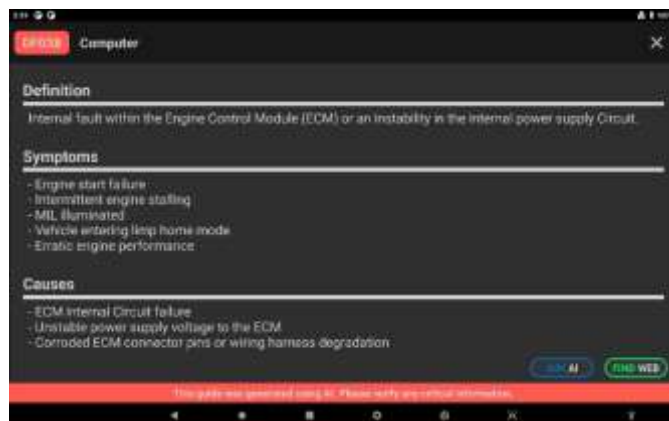 Computer
Definition
Internal fault within the Engine Control Module (ECM) or an instability in the internal power supply Circuit.
Symptoms
- Engine start failure
- Intermittent engine stalling
- MIL illuminated
- Vehicle entering limp home mode
- Erratic engine performance
Causes
- ECM Internal Circuit failure
- Unstable power supply voltage to the ECM
- Corroded ECM connector pins or wiring harness degradation
AI
FIND WEB
This guide was generated using AI. Please verify any critical information.